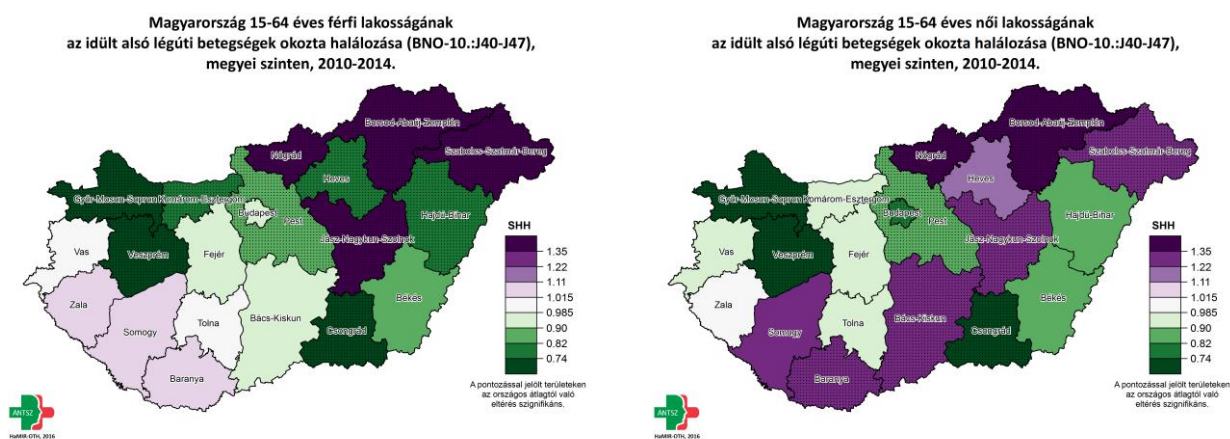 Magyarország 15-64 éves férfi lakosságának
az idült alsó légúti betegségek okozta halálozása (BNO-10.:J40-J47),
megyei szinten, 2010-2014.
Borsod-Abaúj-Zemplén
Szabolcs-Szatmár-Bereg
Nógrád
Heves
Győr-Moson-Sopron
Komárom-Esztergom
Budapest
Pest
Hajdú-Bihar
Jász-Nagykun-Szolnok
Vas
Veszprém
Fejér
Zala
Somogy
Tolna
Bács-Kiskun
Békés
Csongrád
Baranya
SHH
1.35
1.22
1.11
1.015
0.985
0.90
0.82
0.74
A pontozással jelölt területeken
az országos átlagtól való
eltérés szignifikáns.
ANTSZ
HaMIR-OTH, 2016
Magyarország 15-64 éves női lakosságának
az idült alsó légúti betegségek okozta halálozása (BNO-10.:J40-J47),
megyei szinten, 2010-2014.
Borsod-Abaúj-Zemplén
Szabolcs-Szatmár-Bereg
Nógrád
Heves
Győr-Moson-Sopron
Komárom-Esztergom
Budapest
Pest
Hajdú-Bihar
Jász-Nagykun-Szolnok
Vas
Veszprém
Fejér
Zala
Somogy
Tolna
Bács-Kiskun
Békés
Csongrád
Baranya
SHH
1.35
1.22
1.11
1.015
0.985
0.90
0.82
0.74
A pontozással jelölt területeken
az országos átlagtól való
eltérés szignifikáns.
ANTSZ
HaMIR-OTH, 2016